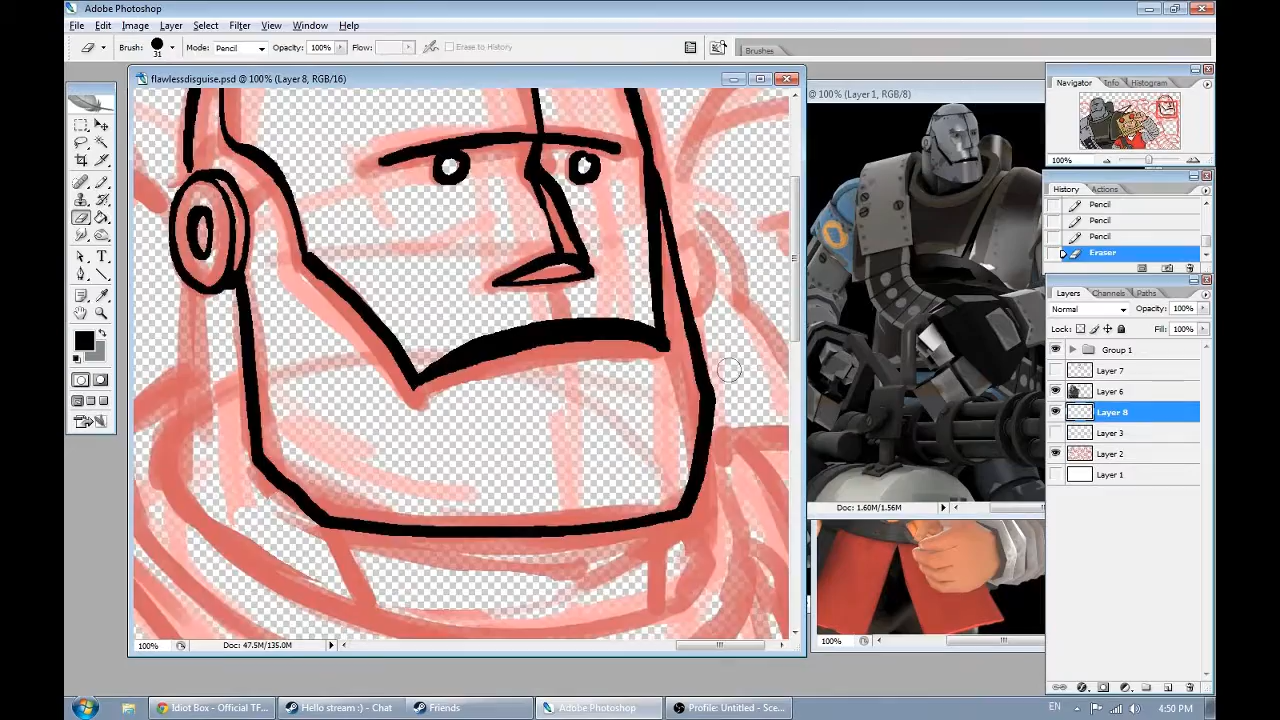 Adobe Photoshop
File Edit Image Layer Select Filter Window View Help
Brush: 31 Mode: Pencil Opacity: 100% Flow: Erase to History Brushes
flawlessdisguise.psd @ 100% (Layer 8, RGB/16)
@ 100% (Layer 1, RGB/8)
Navigator Info Histogram
100%
History Actions
Pencil
Pencil
Pencil
Eraser
Layers Channels Paths
Normal Opacity: 100%
Lock: Fill: 100%
Group 1
Layer 7
Layer 6
Layer 8
Layer 3
Layer 2
Layer 1
Doc: 1.60M/1.56M
100%
100% Doc: 47.5M/135.0M
Idiot Box - Official TF... Hello stream :) - Chat Friends Adobe Photoshop Profile: Untitled - Sce... EN 4:50 PM